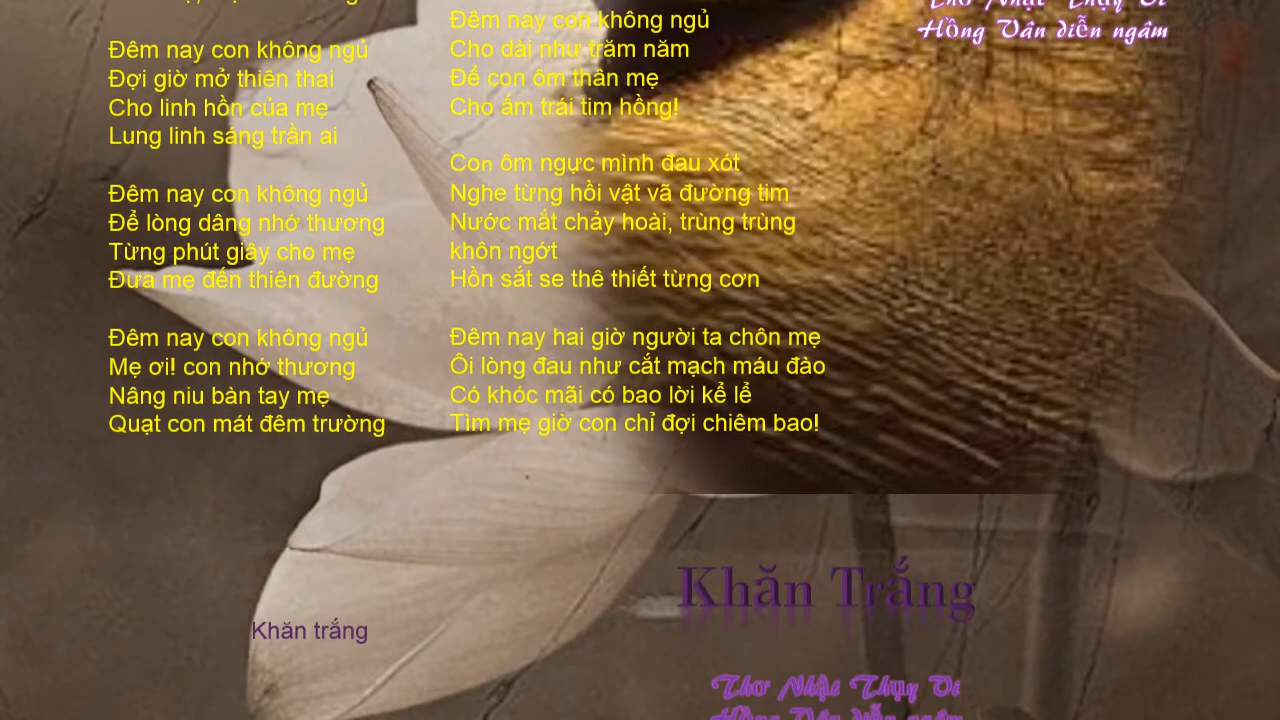 Đêm nay con không ngủ
Đợi giờ mở thiên thai
Cho linh hồn của mẹ
Lung linh sáng trần ai
Đêm nay con không ngủ
Để lòng dâng nhớ thương
Từng phút giây cho mẹ
Đưa mẹ đến thiên đường
Đêm nay con không ngủ
Mẹ ơi! con nhớ thương
Nâng niu bàn tay mẹ
Quạt con mát đêm trường
Đêm nay con không ngủ
Cho dài như trăm năm
Để con ôm thân mẹ
Cho ấm trái tim hồng!
Con ôm ngực mình đau xót
Nghe từng hồi vật vã đường tim
Nước mắt chảy hoài, trùng trùng
khôn ngớt
Hồn sắt se thê thiết từng cơn
Đêm nay hai giờ người ta chôn mẹ
Ôi lòng đau như cắt mạch máu đào
Có khóc mãi có bao lời kể lể
Tìm mẹ giờ con chỉ đợi chiêm bao!
Thơ Nhật Thụy Vi
Hồng Vân diễn ngâm
Khăn Trắng
Khăn trắng
Thơ Nhật Thụy Vi
Hồng Vân diễn ngâm